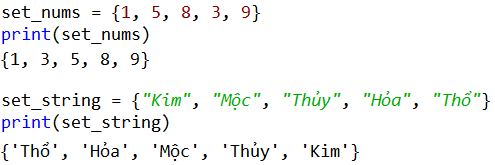 set_nums = {1, 5, 8, 3, 9}
print(set_nums)
{1, 3, 5, 8, 9}
set_string = {"Kim", "Mộc", "Thủy", "Hỏa", "Thổ"}
print(set_string)
{'Thổ', 'Hỏa', 'Mộc', 'Thủy', 'Kim'}